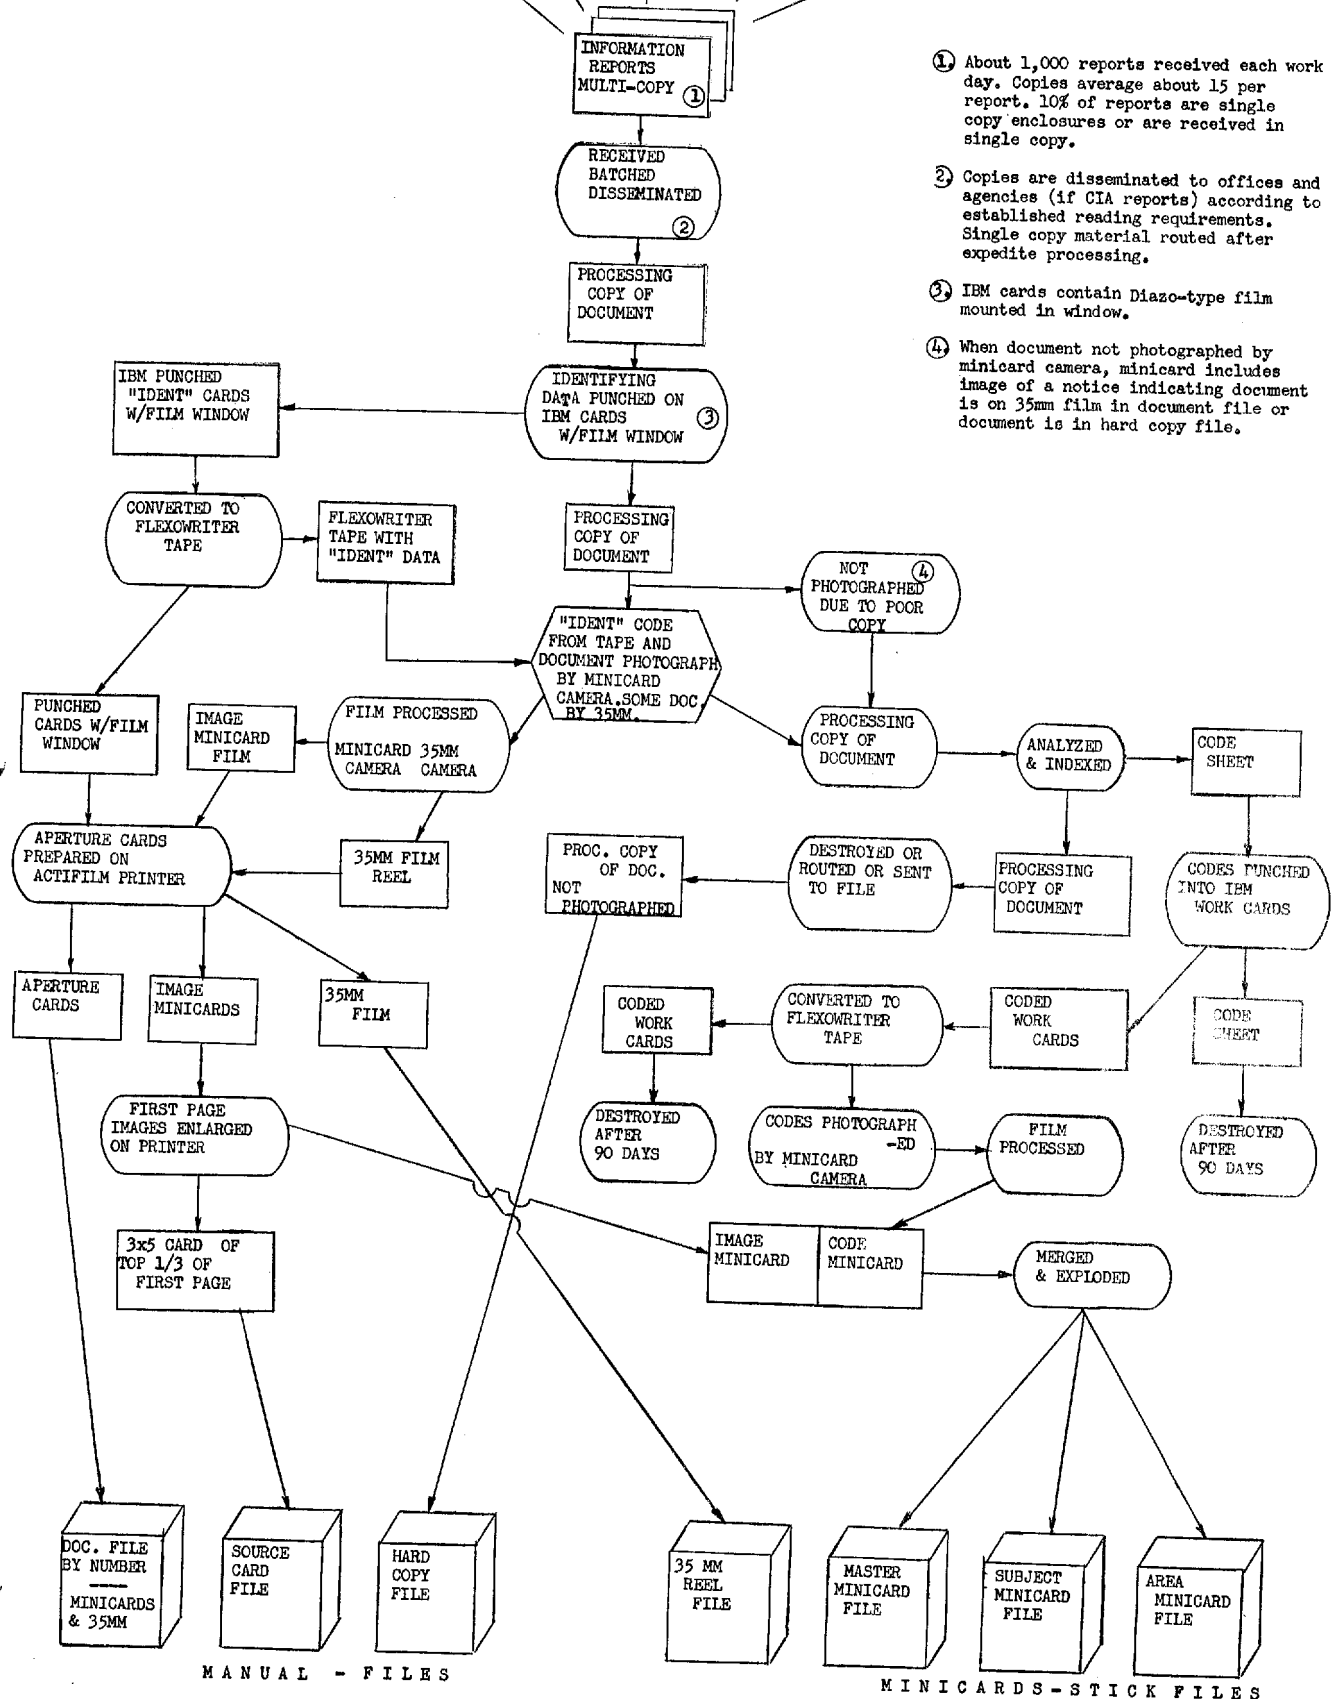 INFORMATION
REPORTS
MULTI-COPY 1
RECEIVED
BATCHED
DISSEMINATED
2
PROCESSING
COPY OF
DOCUMENT
1. About 1,000 reports received each work
day. Copies average about 15 per
report. 10% of reports are single
copy enclosures or are received in
single copy.
2. Copies are disseminated to offices and
agencies (if CIA reports) according to
established reading requirements.
Single copy material routed after
expedite processing.
3. IBM cards contain Diazo-type film
mounted in window.
4. When document not photographed by
minicard camera, minicard includes
image of a notice indicating document
is on 35mm film in document file or
document is in hard copy file.
IDENTIFYING
DATA PUNCHED ON
IBM CARDS 3
W/FILM WINDOW
IBM PUNCHED
"IDENT" CARDS
W/FILM WINDOW
CONVERTED TO
FLEXOWRITER
TAPE
FLEXOWRITER
TAPE WITH
"IDENT" DATA
PROCESSING
COPY OF
DOCUMENT
NOT 4
PHOTOGRAPHED
DUE TO POOR
COPY
"IDENT" CODE
FROM TAPE AND
DOCUMENT PHOTOGRAPH
BY MINICARD
CAMERA.SOME DOC.
BY 35MM.
PUNCHED
CARDS W/FILM
WINDOW
IMAGE
MINICARD
FILM
FILM PROCESSED
MINICARD 35MM
CAMERA CAMERA
PROCESSING
COPY OF
DOCUMENT
ANALYZED
& INDEXED
CODE
SHEET
APERTURE CARDS
PREPARED ON
ACTIFILM PRINTER
35MM FILM
REEL
PROC. COPY
OF DOC.
NOT
PHOTOGRAPHED
DESTROYED OR
ROUTED OR SENT
TO FILE
PROCESSING
COPY OF
DOCUMENT
CODES PUNCHED
INTO IBM
WORK CARDS
APERTURE
CARDS
IMAGE
MINICARDS
35MM
FILM
CODED
WORK
CARDS
CONVERTED TO
FLEXOWRITER
TAPE
CODED
WORK
CARDS
CODE
SHEET
FIRST PAGE
IMAGES ENLARGED
ON PRINTER
DESTROYED
AFTER
90 DAYS
CODES PHOTOGRAPH
-ED
BY MINICARD
CAMERA
FILM
PROCESSED
DESTROYED
AFTER
90 DAYS
3x5 CARD OF
TOP 1/3 OF
FIRST PAGE
IMAGE
MINICARD
CODE
MINICARD
MERGED
& EXPLODED
DOC. FILE
BY NUMBER
MINICARDS
& 35MM
SOURCE
CARD
FILE
HARD
COPY
FILE
35 MM
REEL
FILE
MASTER
MINICARD
FILE
SUBJECT
MINICARD
FILE
AREA
MINICARD
FILE
MANUAL - FILES
MINICARDS-STICK FILES